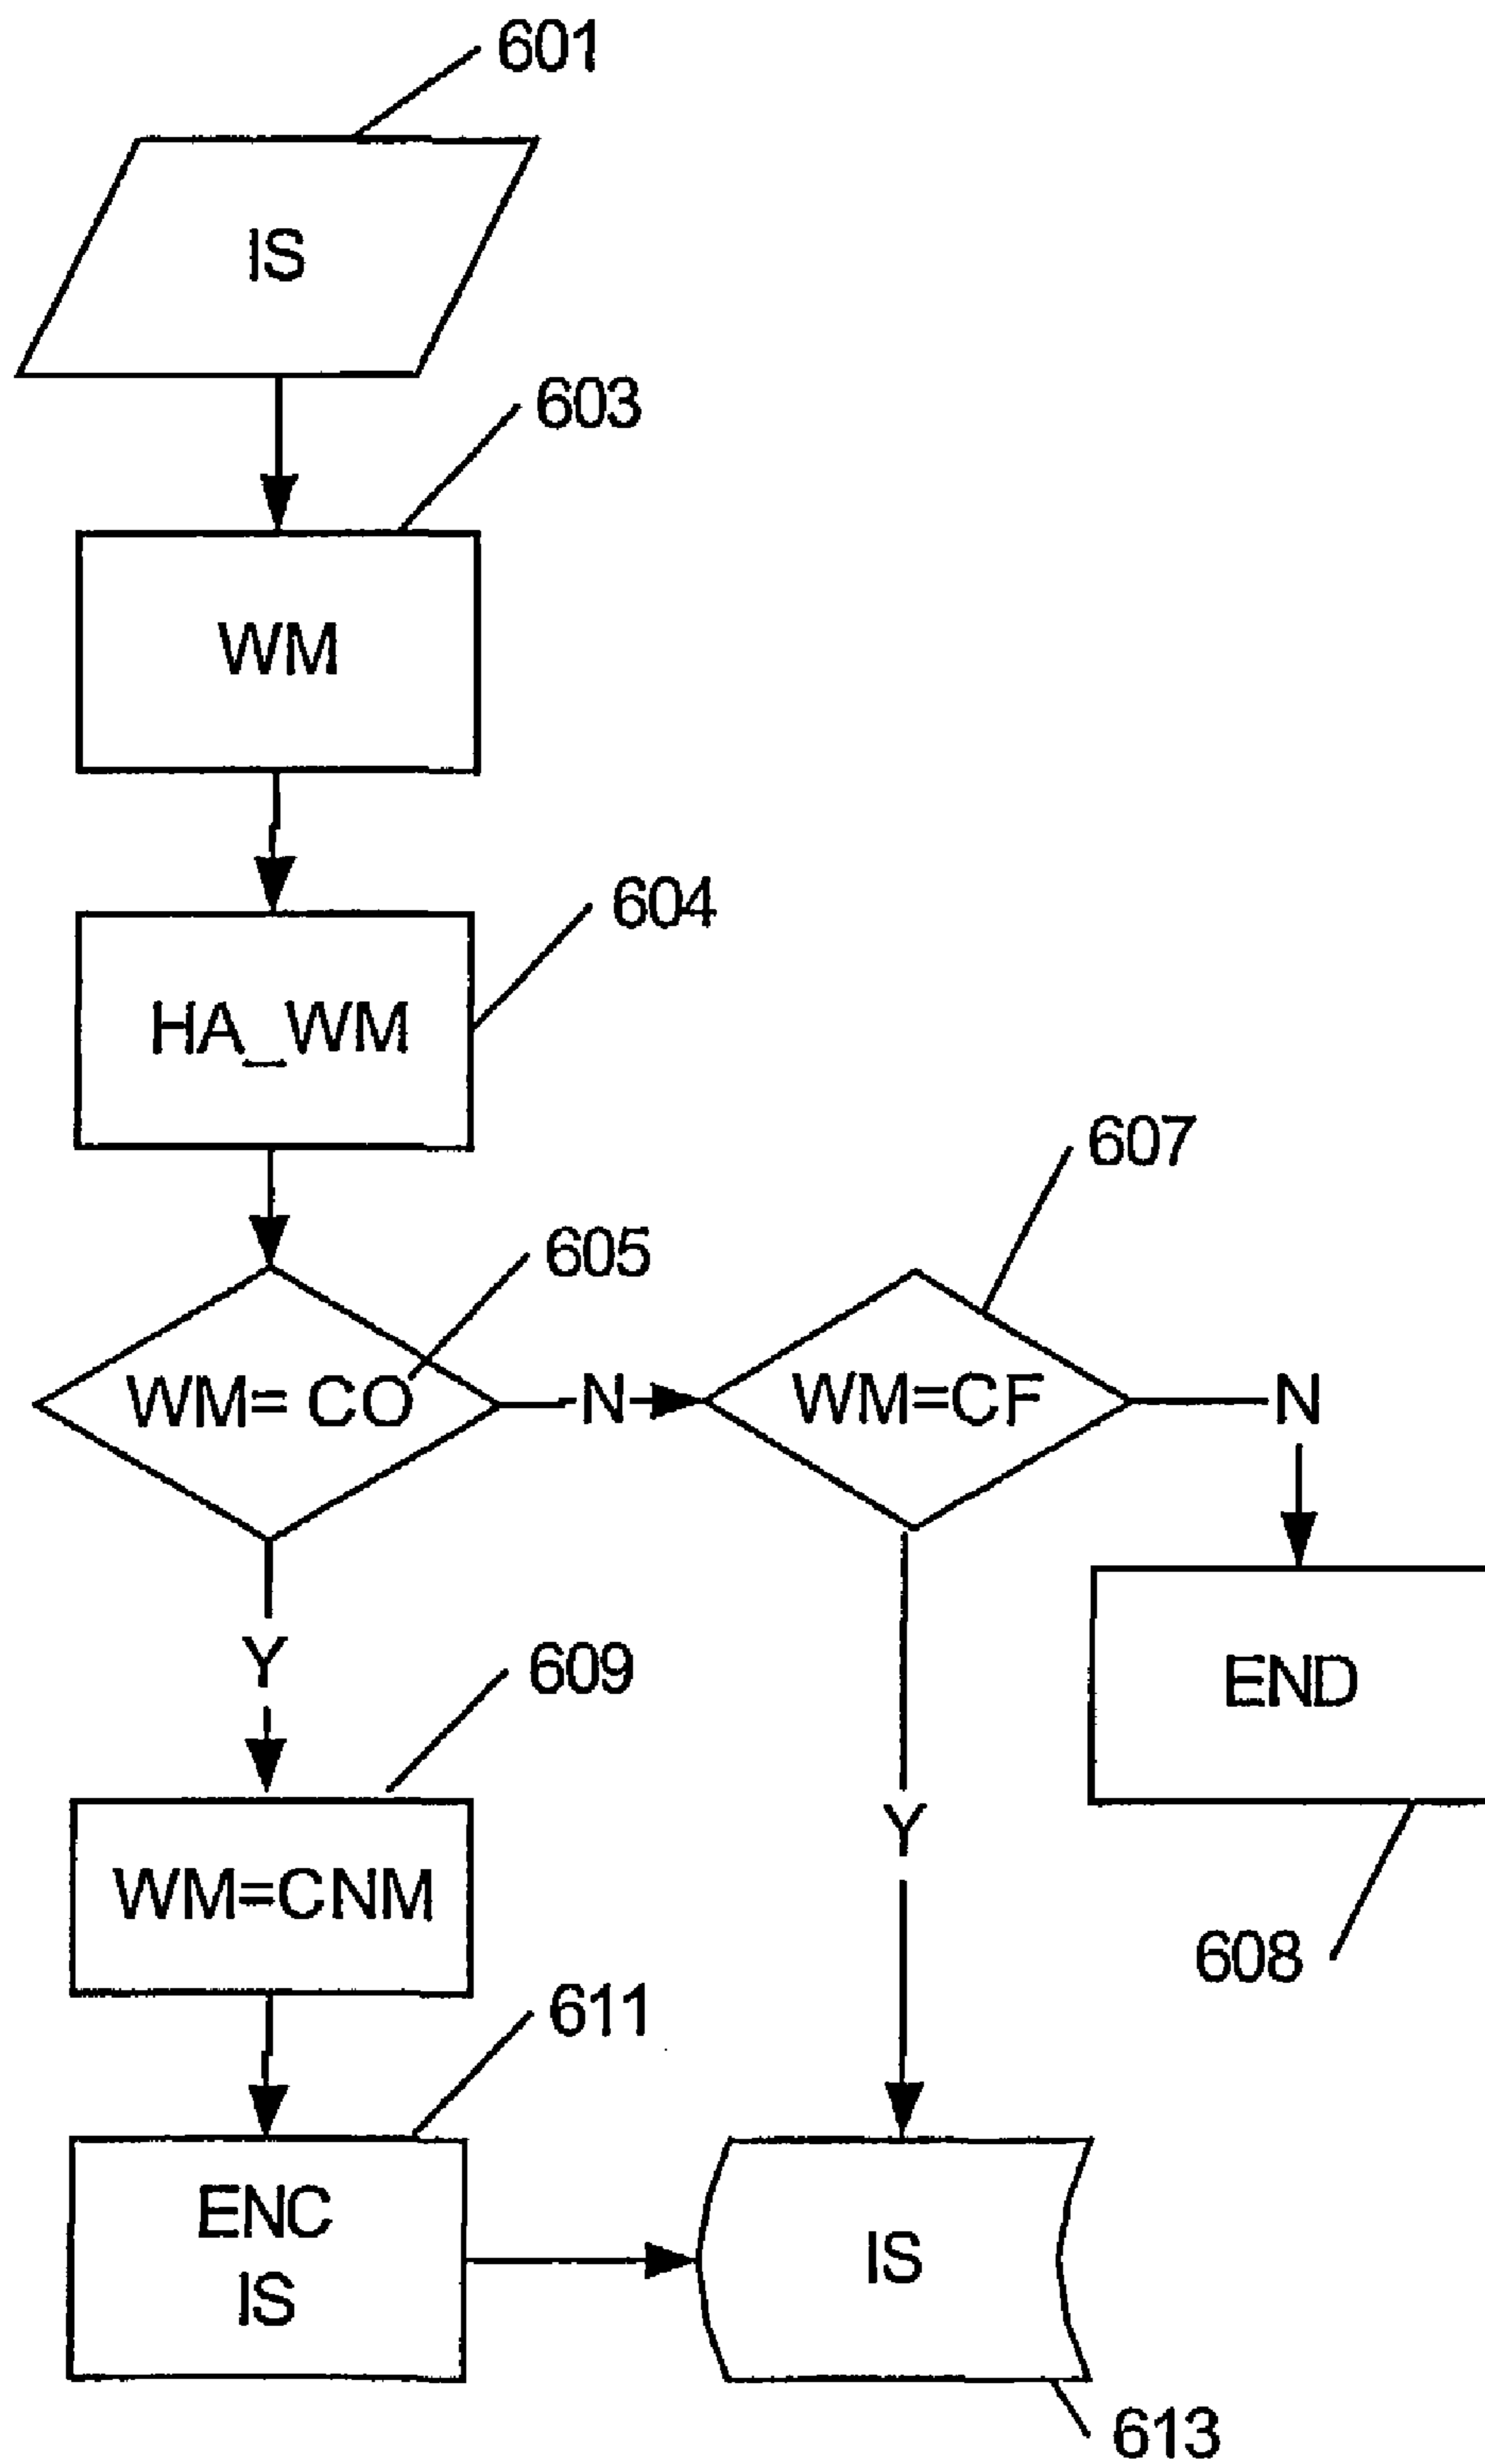 601
IS
603
WM
604
HA_WM
607
605
WM= CO
N
WM=CF
N
Y
609
END
WM=CNM
Y
608
611
ENC
IS
IS
613